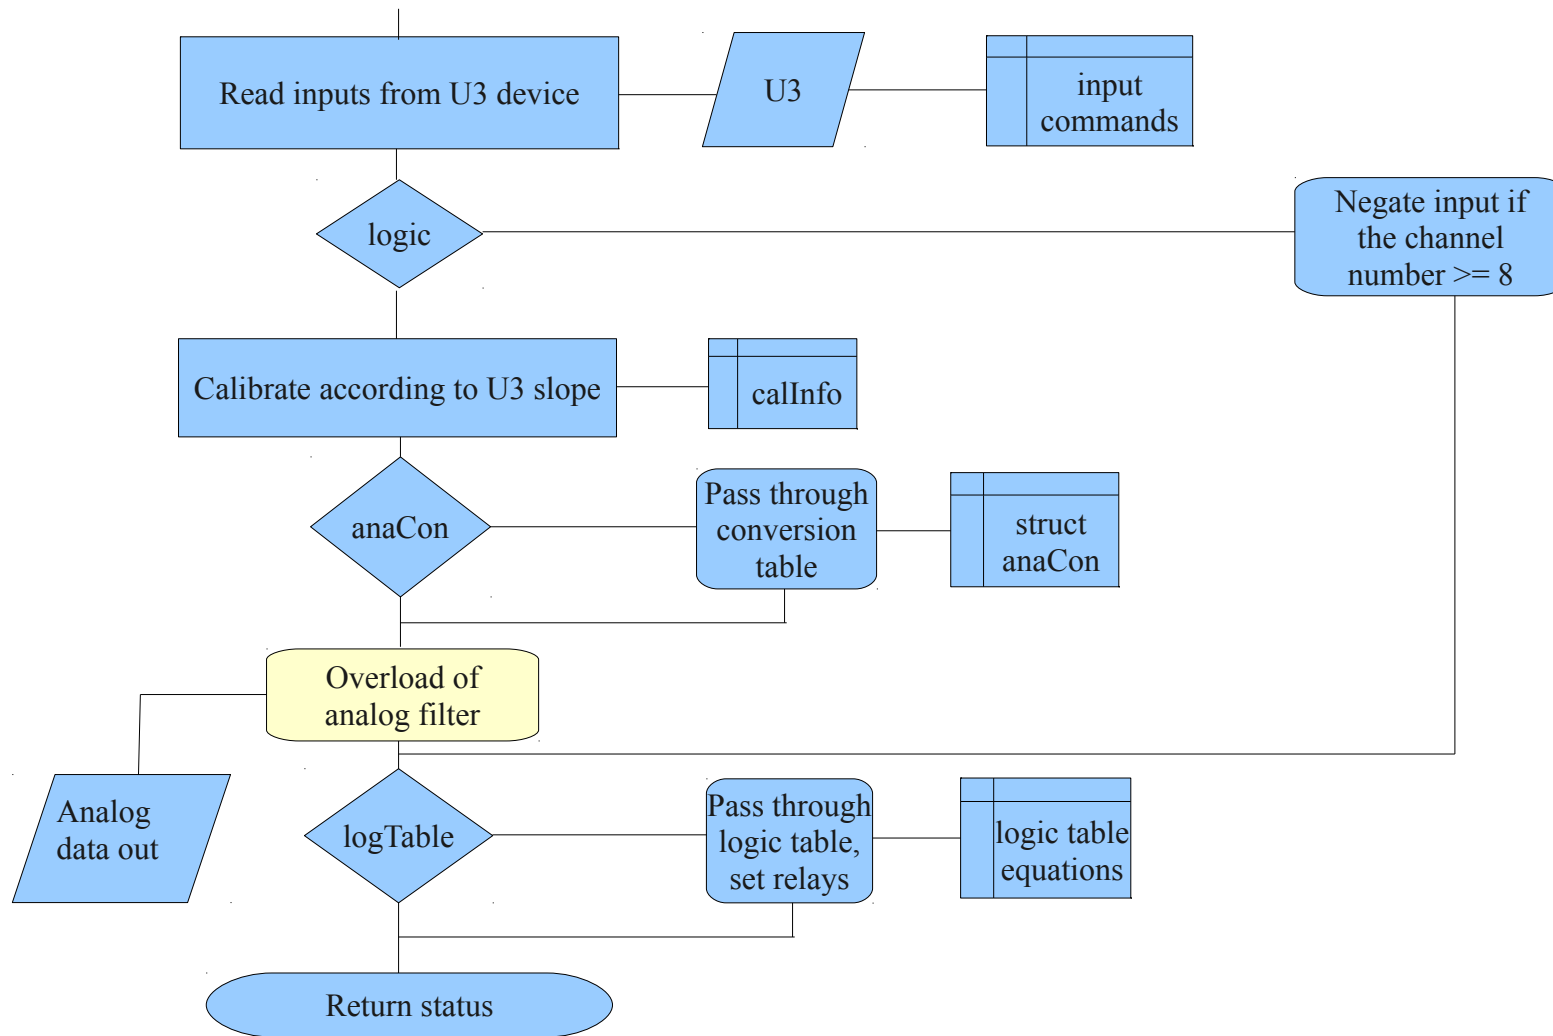 Read inputs from U3 device
U3
input
commands
logic
Negate input if
the channel
number >= 8
Calibrate according to U3 slope
calInfo
anaCon
Pass through
conversion
table
struct
anaCon
Overload of
analog filter
Analog
data out
logTable
Pass through
logic table,
set relays
logic table
equations
Return status